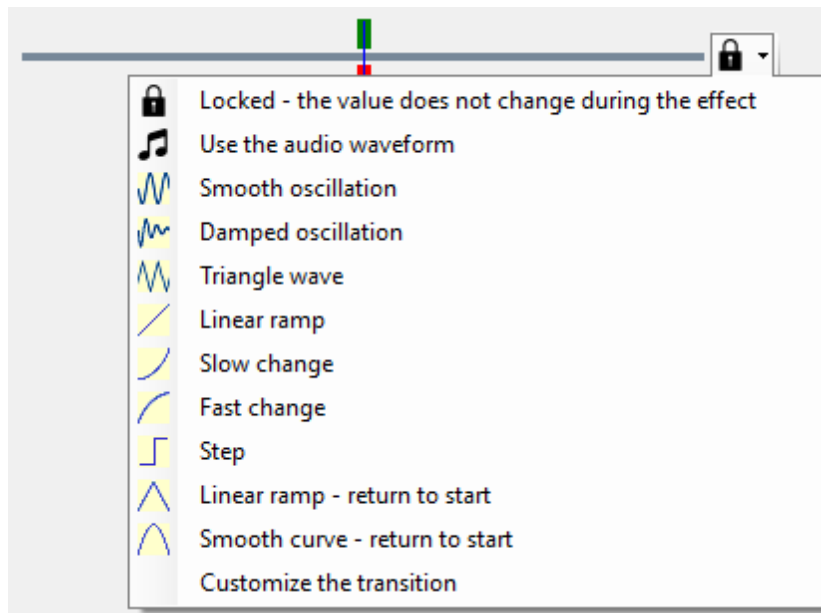 Locked - the value does not change during the effect
Use the audio waveform
Smooth oscillation
Damped oscillation
Triangle wave
Linear ramp
Slow change
Fast change
Step
Linear ramp - return to start
Smooth curve - return to start
Customize the transition